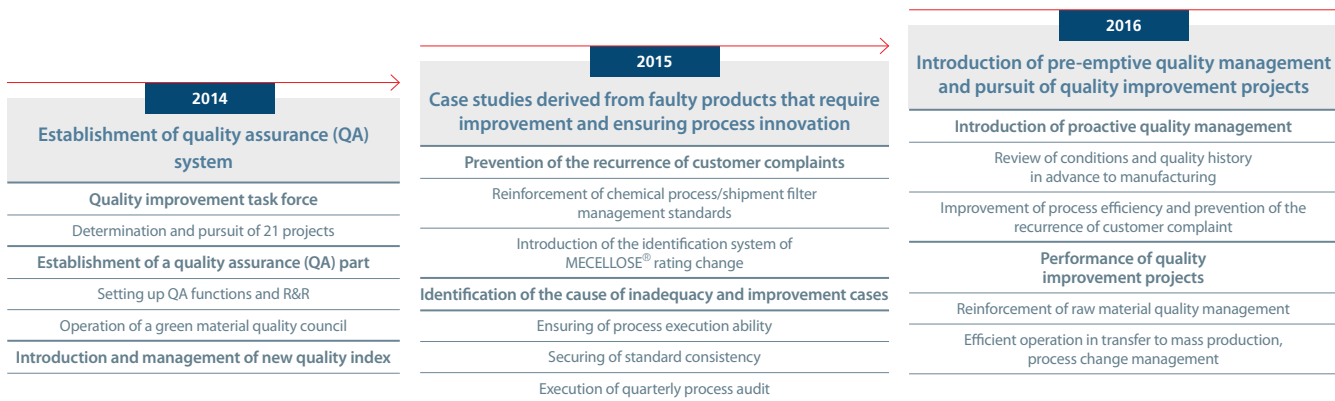 2014
Establishment of quality assurance (QA)
system
Quality improvement task force
Determination and pursuit of 21 projects
Establishment of a quality assurance (QA) part
Setting up QA functions and R&R
Operation of a green material quality council
Introduction and management of new quality index
2015
Case studies derived from faulty products that require
improvement and ensuring process innovation
Prevention of the recurrence of customer complaints
Reinforcement of chemical process/shipment filter
management standards
Introduction of the identification system of
MECELLOSE® rating change
Identification of the cause of inadequacy and improvement cases
Ensuring of process execution ability
Securing of standard consistency
Execution of quarterly process audit
2016
Introduction of pre-emptive quality management
and pursuit of quality improvement projects
Introduction of proactive quality management
Review of conditions and quality history
in advance to manufacturing
Improvement of process efficiency and prevention of the
recurrence of customer complaint
Performance of quality
improvement projects
Reinforcement of raw material quality management
Efficient operation in transfer to mass production,
process change management